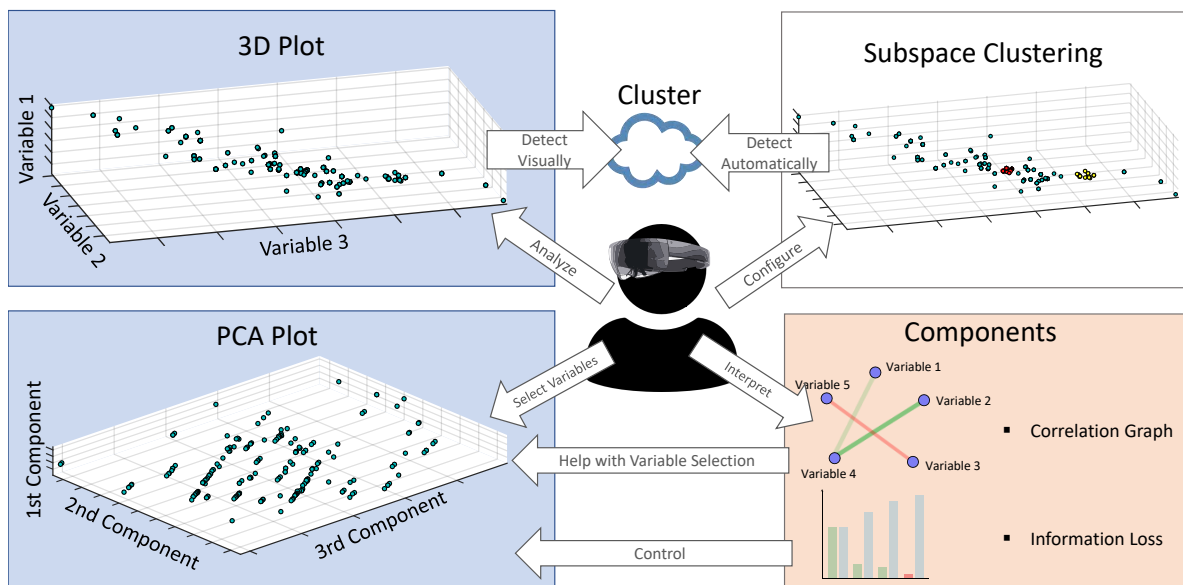 3D Plot
Variable 1
Variable 2
Variable 3
Cluster
Detect
Visually
Detect
Automatically
Subspace Clustering
Analyze
Configure
PCA Plot
1st Component
2nd Component
3rd Component
Select Variables
Interpret
Help with Variable Selection
Control
Components
Variable 1
Variable 5
Variable 2
Variable 4
Variable 3
▪ Correlation Graph
▪ Information Loss